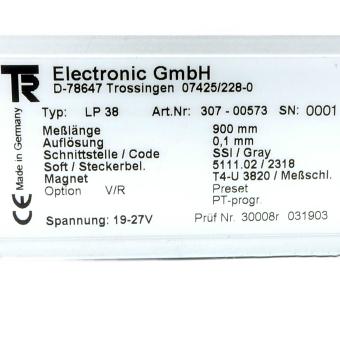 TR Electronic GmbH
D-78647 Trossingen 07425/228-0
Typ: LP 38 Art.Nr: 307 - 00573 SN: 0001
Meßlänge 900 mm
Auflösung 0,1 mm
Schnittstelle / Code SSI / Gray
Soft / Steckerbel. 5111.02 / 2318
Magnet T4-U 3820 / Meßschl.
Option V/R Preset
PT-progr.
Spannung: 19-27V Prüf Nr. 30008r 031903
CE Made in Germany